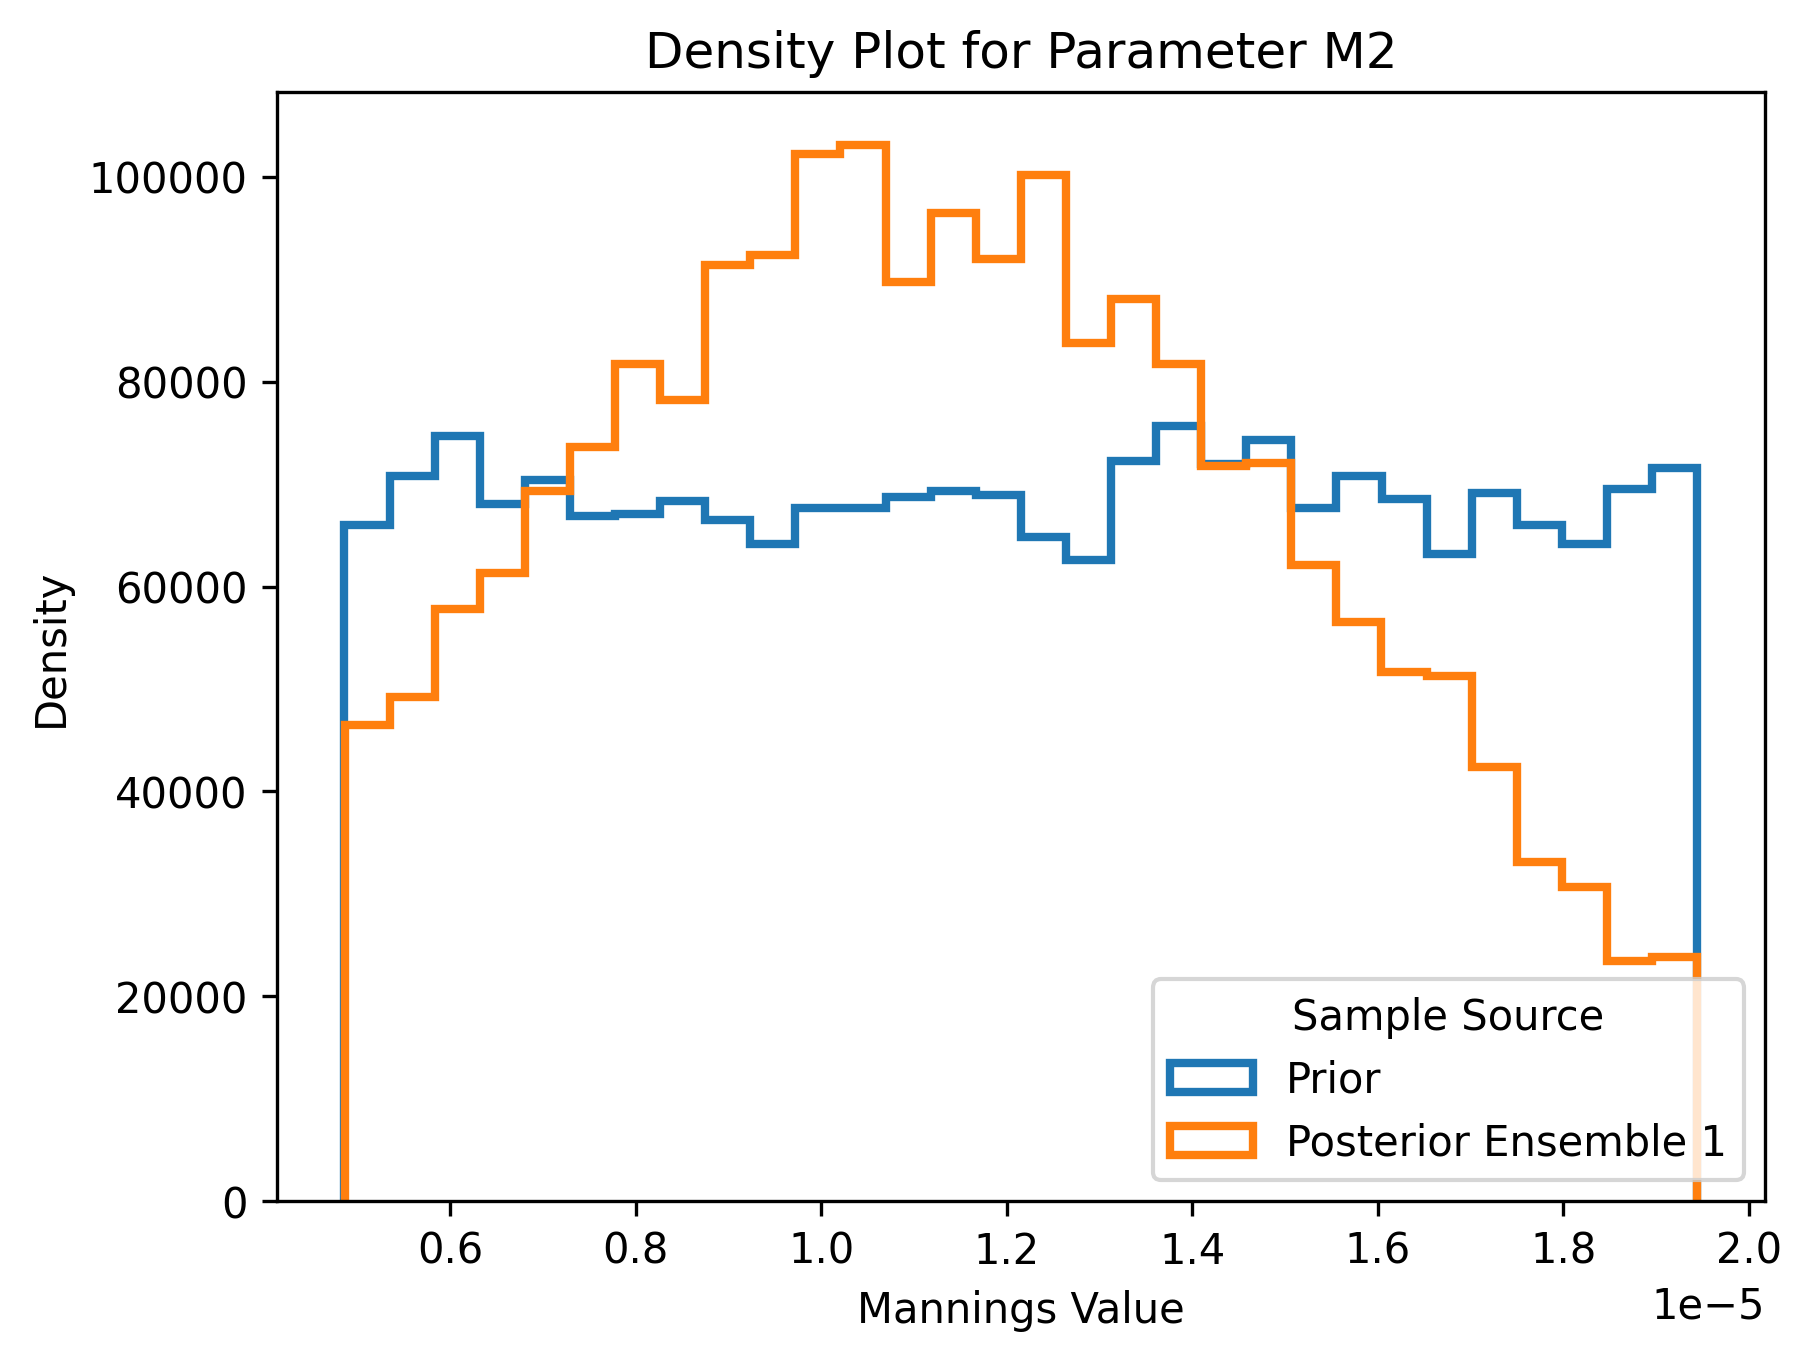 Density Plot for Parameter M2
100000
80000
60000
40000
20000
0
Density
0.6 0.8 1.0 1.2 1.4 1.6 1.8 2.0
1e−5
Mannings Value
Sample Source
Prior
Posterior Ensemble 1